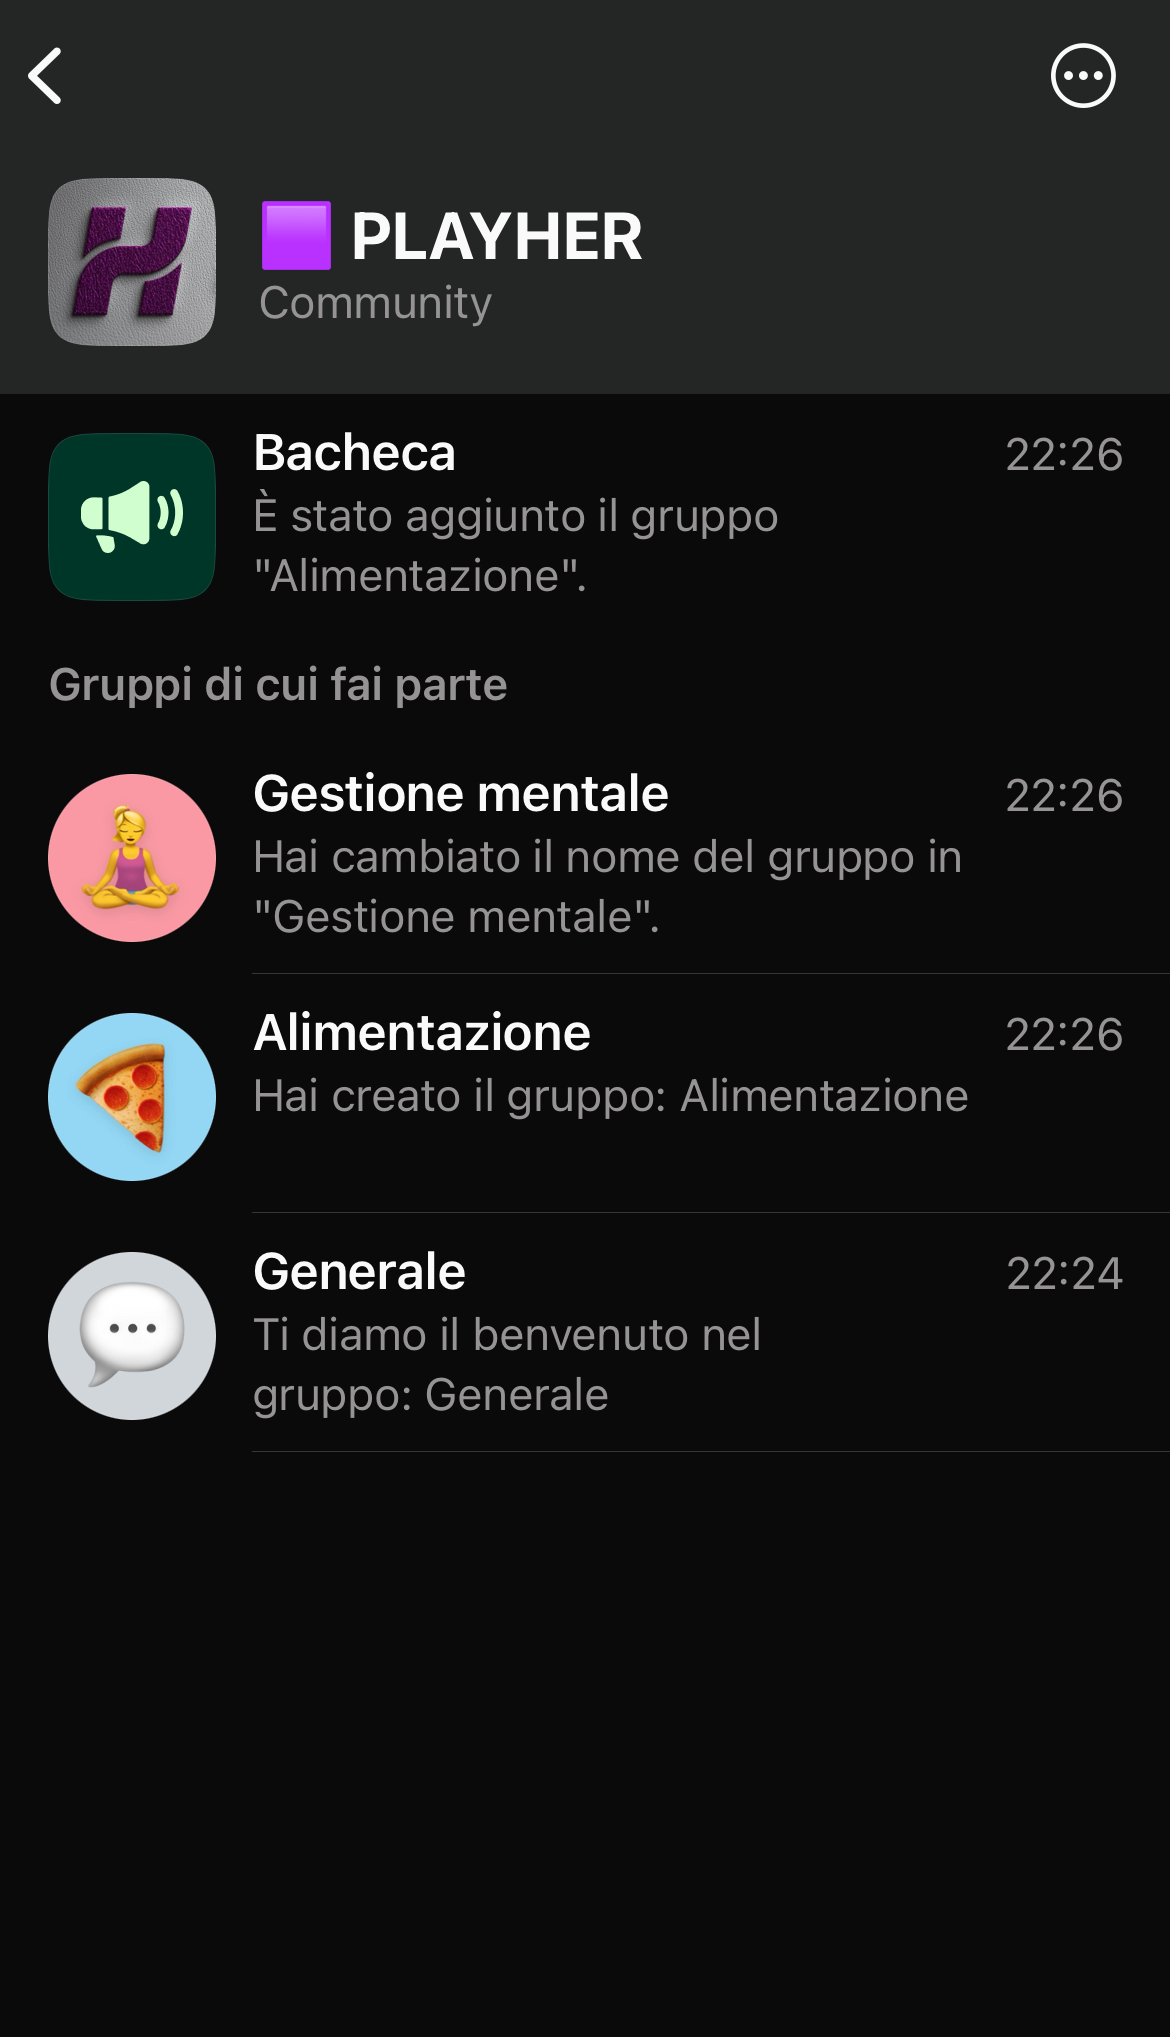 PLAYHER
Community
Bacheca
22:26
È stato aggiunto il gruppo
"Alimentazione".
Gruppi di cui fai parte
Gestione mentale
22:26
Hai cambiato il nome del gruppo in
"Gestione mentale".
Alimentazione
22:26
Hai creato il gruppo: Alimentazione
Generale
22:24
Ti diamo il benvenuto nel
gruppo: Generale